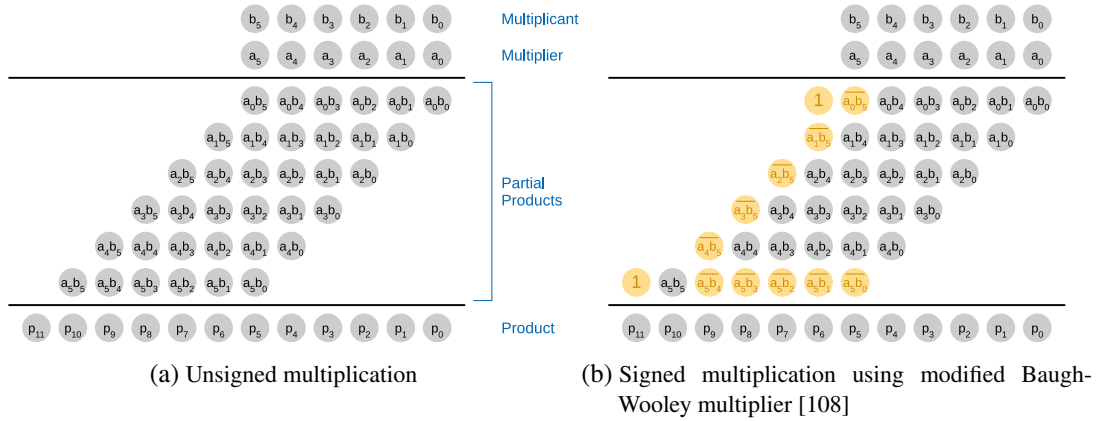 b5 b4 b3 b2 b1 b0 Multiplicant b5 b4 b3 b2 b1 b0
a5 a4 a3 a2 a1 a0 Multiplier a5 a4 a3 a2 a1 a0
a0b5 a0b4 a0b3 a0b2 a0b1 a0b0 1 a0b5 a0b4 a0b3 a0b2 a0b1 a0b0
a1b5 a1b4 a1b3 a1b2 a1b1 a1b0 a1b5 a1b4 a1b3 a1b2 a1b1 a1b0
a2b5 a2b4 a2b3 a2b2 a2b1 a2b0 a2b5 a2b4 a2b3 a2b2 a2b1 a2b0
Partial
Products
a3b5 a3b4 a3b3 a3b2 a3b1 a3b0 a3b5 a3b4 a3b3 a3b2 a3b1 a3b0
a4b5 a4b4 a4b3 a4b2 a4b1 a4b0 a4b5 a4b4 a4b3 a4b2 a4b1 a4b0
a5b5 a5b4 a5b3 a5b2 a5b1 a5b0 1 a5b5 a5b4 a5b3 a5b2 a5b1 a5b0
p11 p10 p9 p8 p7 p6 p5 p4 p3 p2 p1 p0 Product p11 p10 p9 p8 p7 p6 p5 p4 p3 p2 p1 p0
(a) Unsigned multiplication
(b) Signed multiplication using modified Baugh-
Wooley multiplier [108]